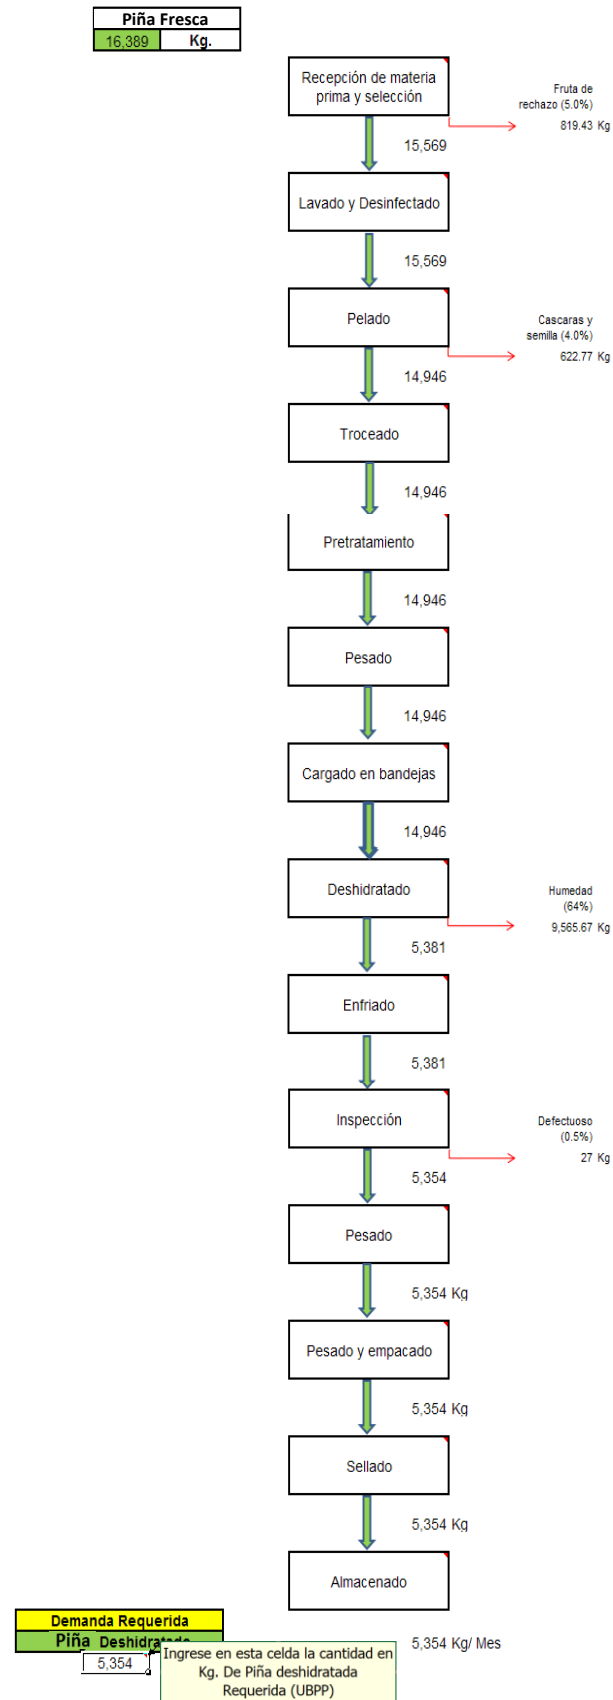 Piña Fresca
16,389 Kg.
Recepción de materia
prima y selección
Fruta de
rechazo (5.0%)
819.43 Kg
15,569
Lavado y Desinfectado
15,569
Pelado
Cascaras y
semilla (4.0%)
622.77 Kg
14,946
Troceado
14,946
Pretratamiento
14,946
Pesado
14,946
Cargado en bandejas
14,946
Deshidratado
Humedad
(64%)
9,565.67 Kg
5,381
Enfriado
5,381
Inspección
Defectuoso
(0.5%)
27 Kg
5,354
Pesado
5,354 Kg
Pesado y empacado
5,354 Kg
Sellado
5,354 Kg
Almacenado
Demanda Requerida
Piña Deshidratada
5,354
5,354 Kg/ Mes
Ingrese en esta celda la cantidad en
Kg. De Piña deshidratada
Requerida (UBPP)